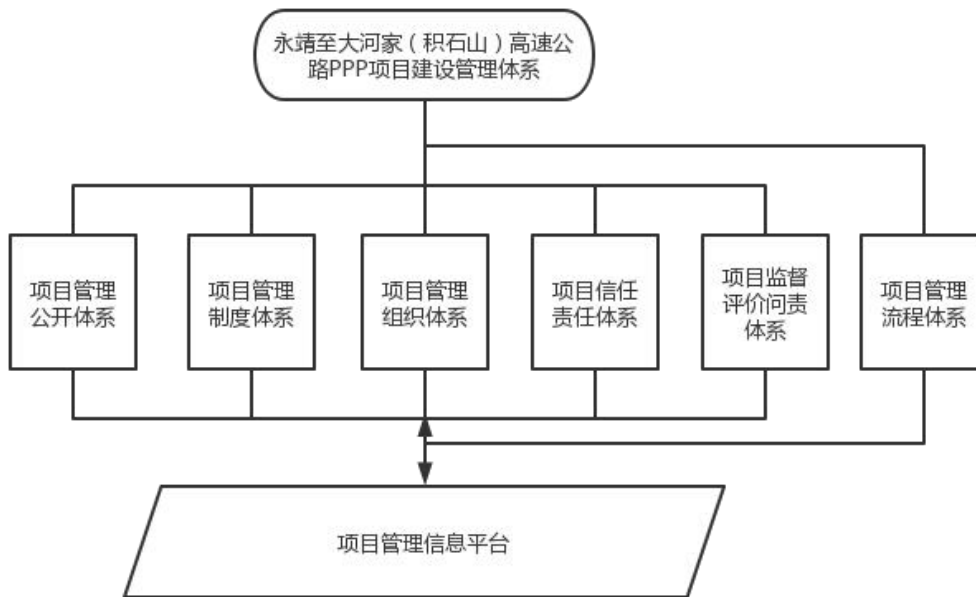 永靖至大河家（积石山）高速公
路PPP项目建设管理体系
项目管理
公开体系
项目管理
制度体系
项目管理
组织体系
项目信任
责任体系
项目监督
评价问责
体系
项目管理
流程体系
项目管理信息平台